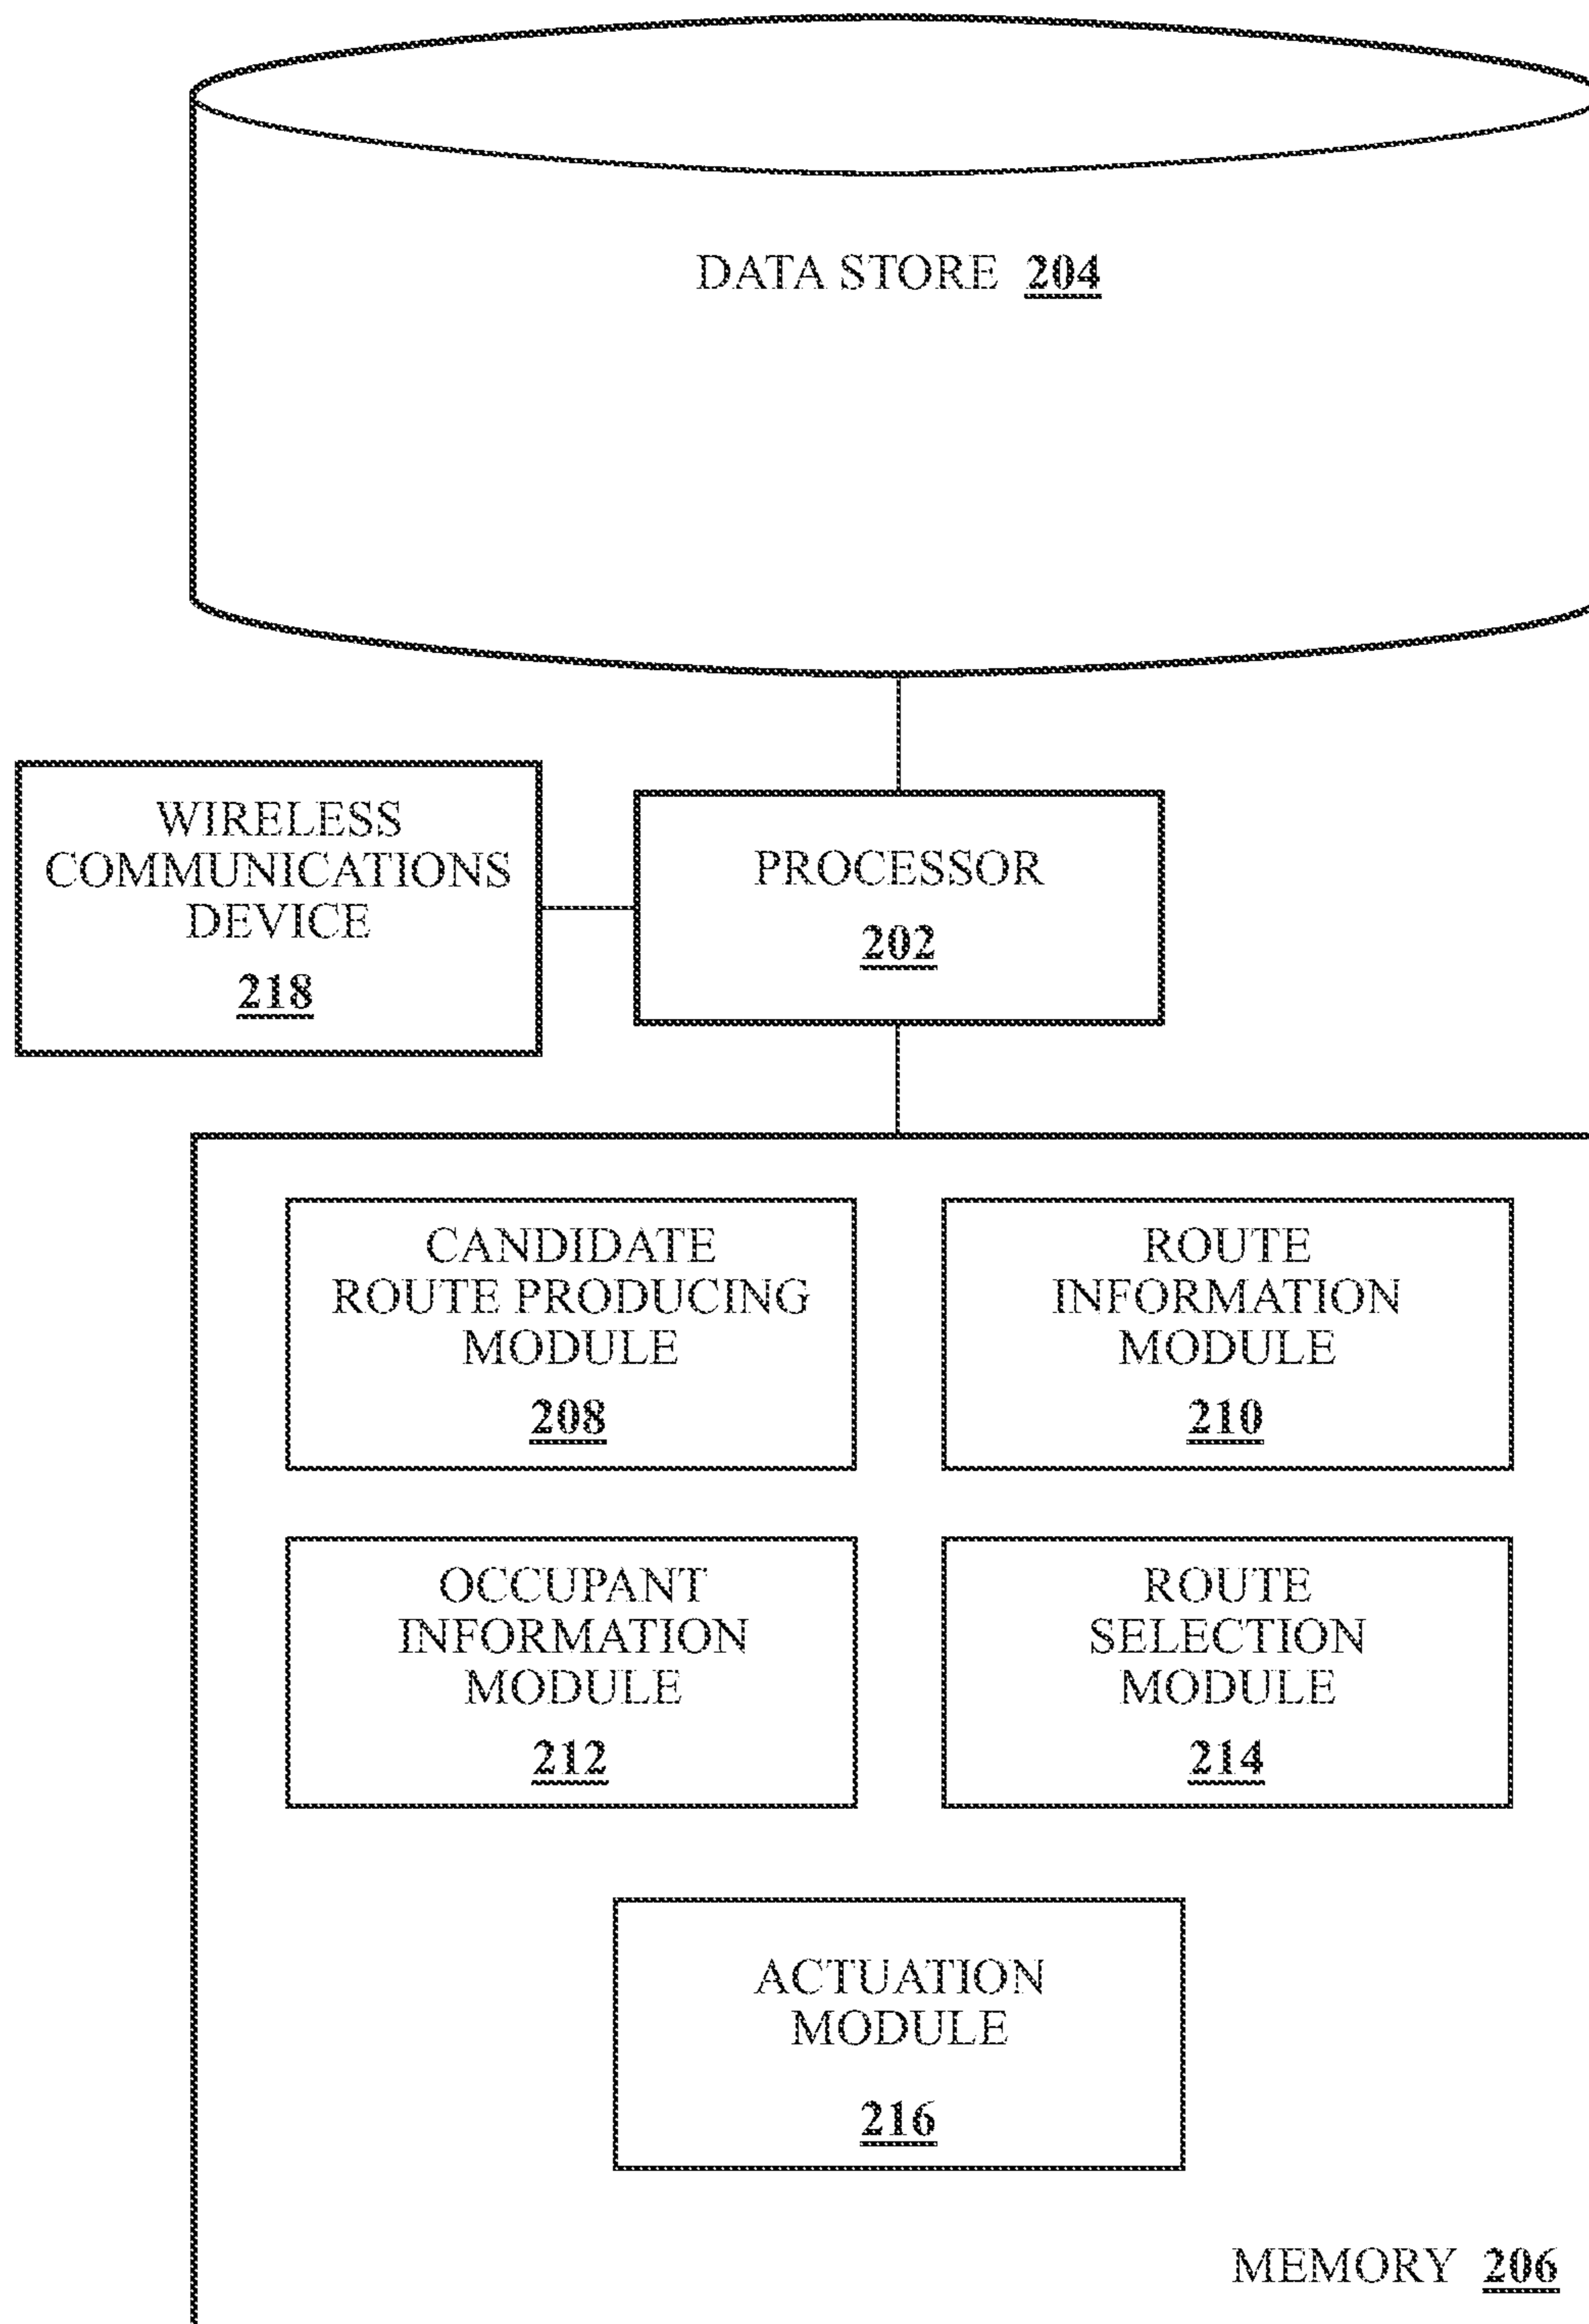 DATA STORE 204
WIRELESS
COMMUNICATIONS
DEVICE
218
PROCESSOR
202
CANDIDATE
ROUTE PRODUCING
MODULE
208
ROUTE
INFORMATION
MODULE
210
OCCUPANT
INFORMATION
MODULE
212
ROUTE
SELECTION
MODULE
214
ACTUATION
MODULE
216
MEMORY 206